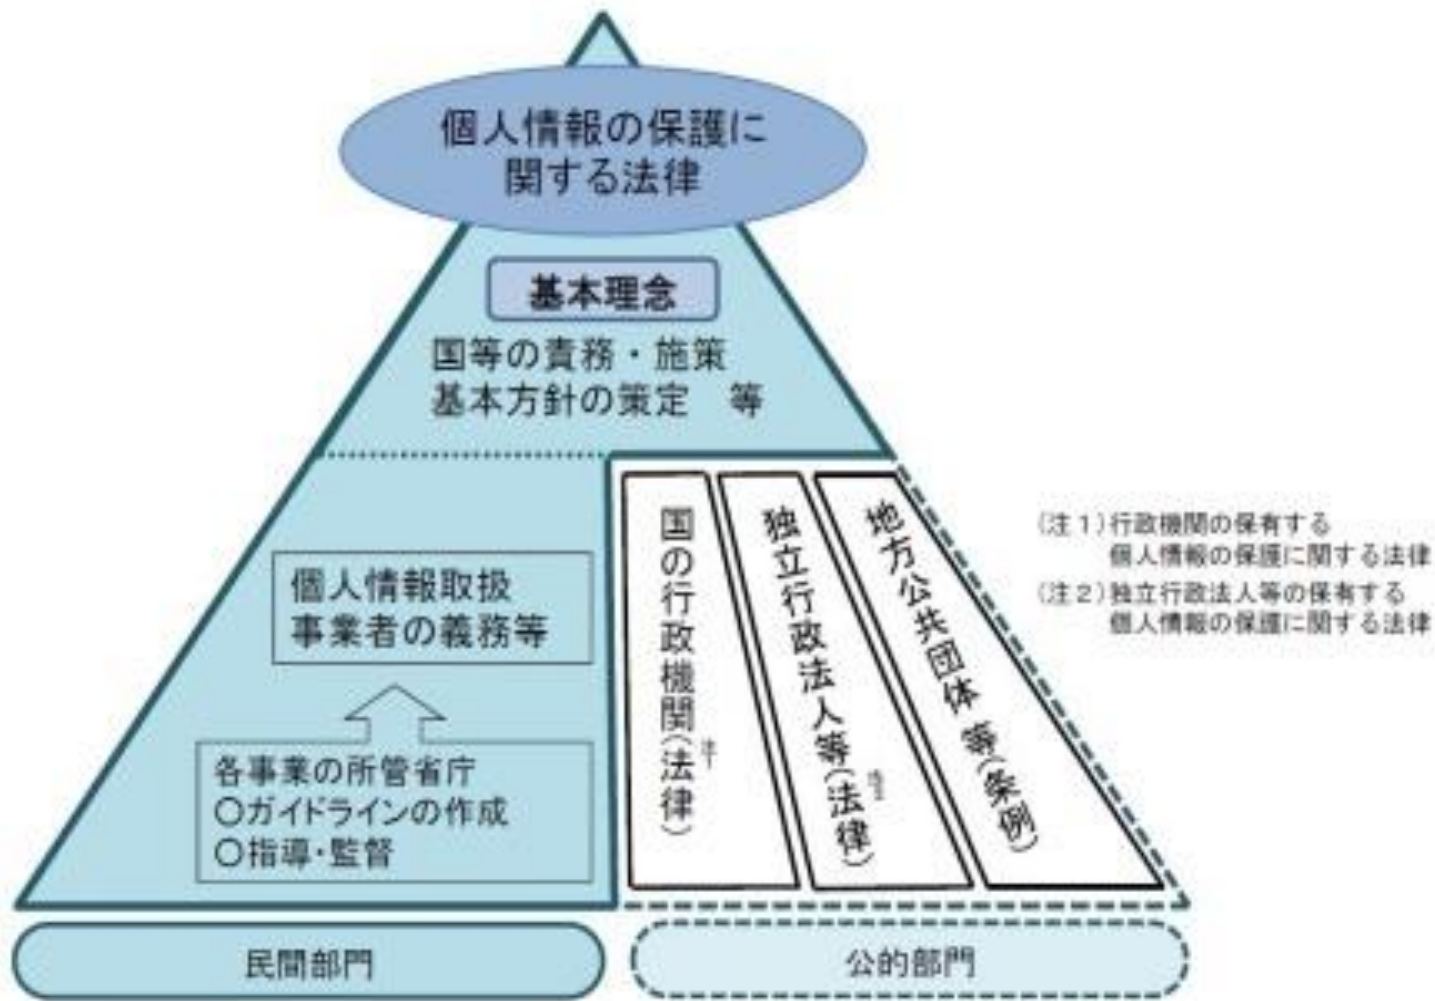 個人情報の保護に
関する法律
基本理念
国等の責務・施策
基本方針の策定　等
個人情報取扱
事業者の義務等
各事業の所管省庁
〇ガイドラインの作成
〇指導・監督
国の行政機関(法律)
注1
独立行政法人等(法律)
注2
地方公共団体 等(条例)
(注1)行政機関の保有する
個人情報の保護に関する法律
(注2)独立行政法人等の保有する
個人情報の保護に関する法律
民間部門
公的部門